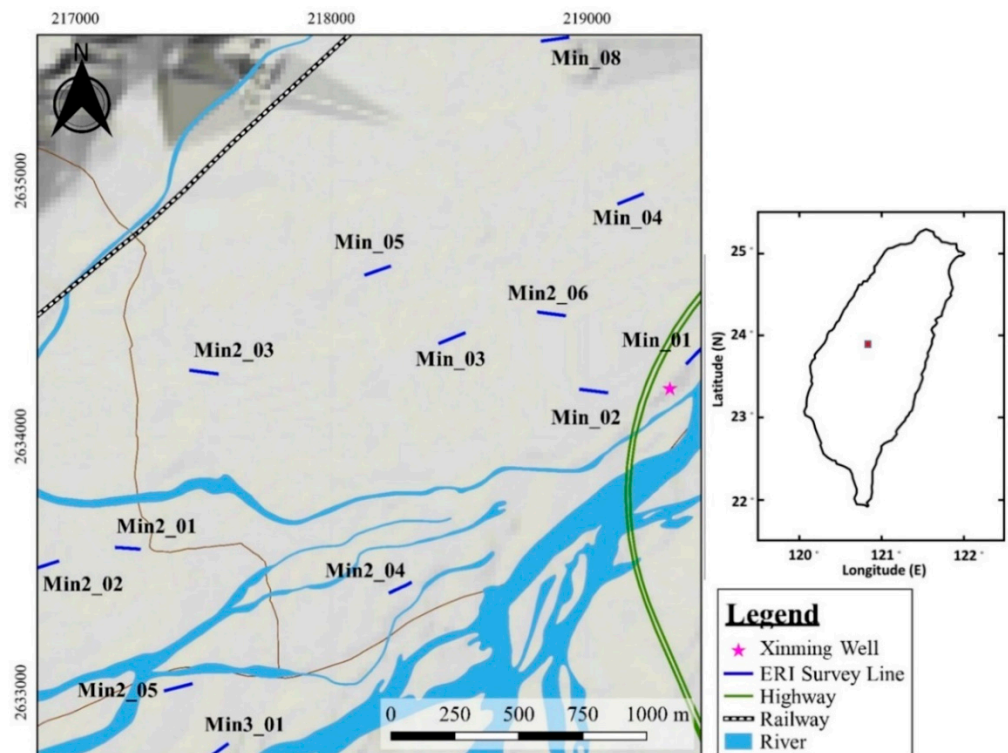 217000
218000
219000
N
Min_08
2635000
Min_04
Min_05
Min2_06
Min_01
Min2_03
Min_03
Min_02
2634000
Min2_01
Min2_02
Min2_04
2633000
Min2_05
Min3_01
0 250 500 750 1000 m
25°
24°
23°
22°
Latitude (N)
120° 121° 122°
Longitude (E)
Legend
Xinming Well
ERI Survey Line
Highway
Railway
River